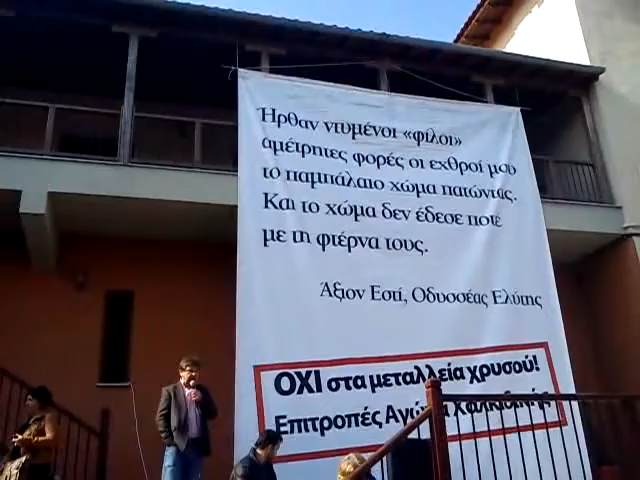 Ήρθαν ντυμένοι «φίλοι»
αμέτρητες φορές οι εχθροί μου
το παμπάλαιο χώμα πατώντας.
Και το χώμα δεν έδεσε ποτέ
με τη φτέρνα τους.
Άξιον Εστί, Οδυσσέας Ελύτης
ΟΧΙ στα μεταλλεία χρυσού!
Επιτροπές Αγώνα Χαλκιδικής